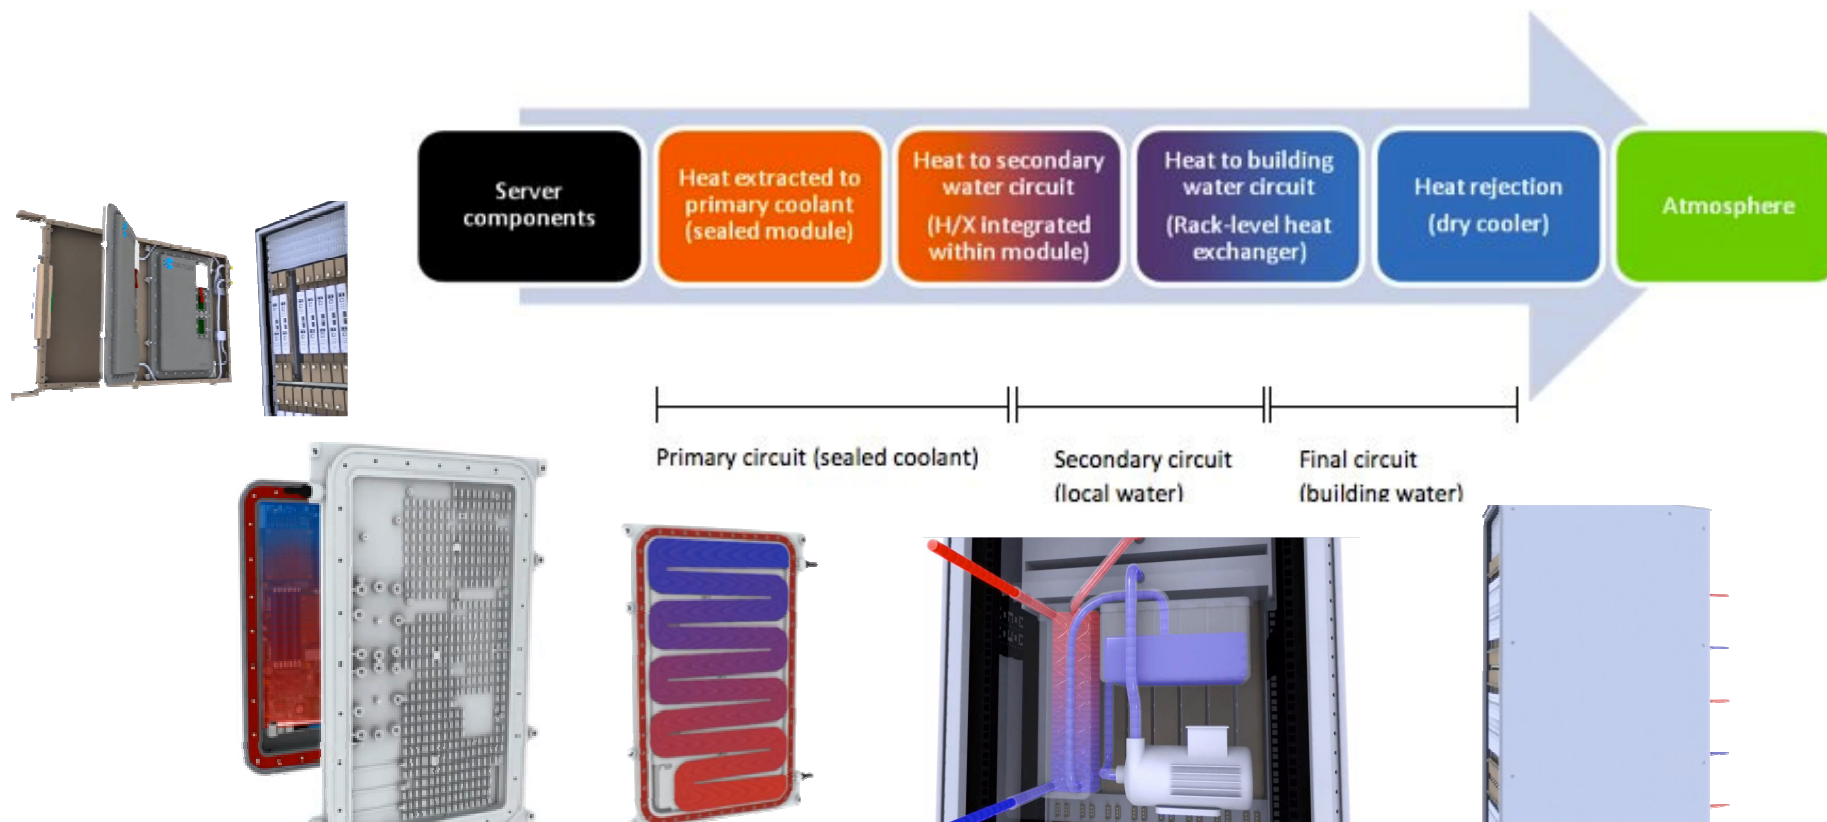 Server
components
Heat extracted to
primary coolant
(sealed module)
Heat to secondary
water circuit
(H/X integrated
within module)
Heat to building
water circuit
(Rack-level heat
exchanger)
Heat rejection
(dry cooler)
Atmosphere
Primary circuit (sealed coolant)
Secondary circuit
(local water)
Final circuit
(building water)